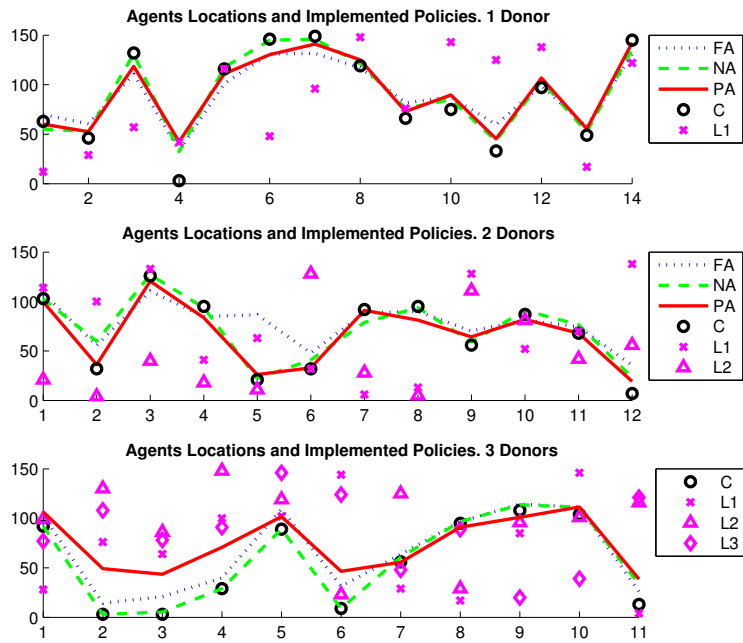 Agents Locations and Implemented Policies. 1 Donor
150
100
50
0
2 4 6 8 10 12 14
FA
NA
PA
C
L1
Agents Locations and Implemented Policies. 2 Donors
150
100
50
0
1 2 3 4 5 6 7 8 9 10 11 12
FA
NA
PA
C
L1
L2
Agents Locations and Implemented Policies. 3 Donors
150
100
50
0
1 2 3 4 5 6 7 8 9 10 11
C
L1
L2
L3